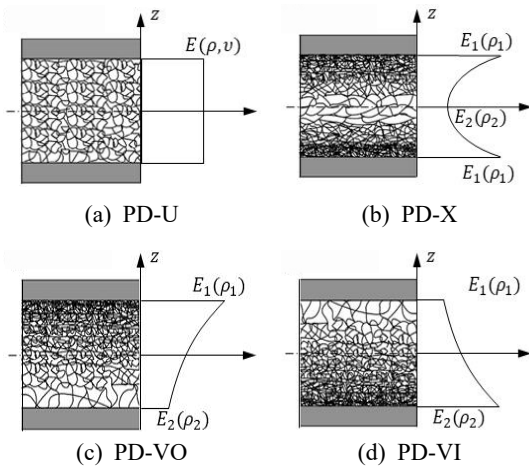 z
E(ρ,υ)
(a) PD-U
z
E₁(ρ₁)
E₂(ρ₂)
E₁(ρ₁)
(b) PD-X
z
E₁(ρ₁)
E₂(ρ₂)
(c) PD-VO
z
E₁(ρ₁)
E₂(ρ₂)
(d) PD-VI